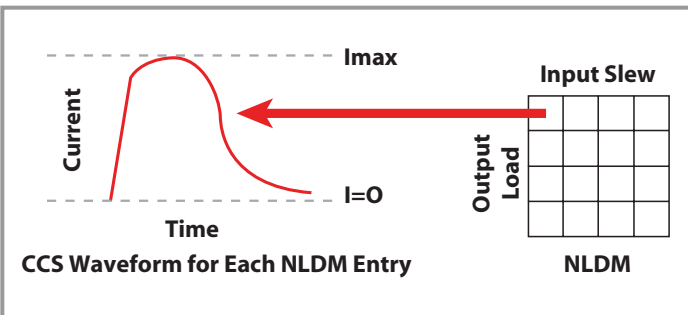 Imax
Current
I=O
Time
CCS Waveform for Each NLDM Entry
Input Slew
Output
Load
NLDM